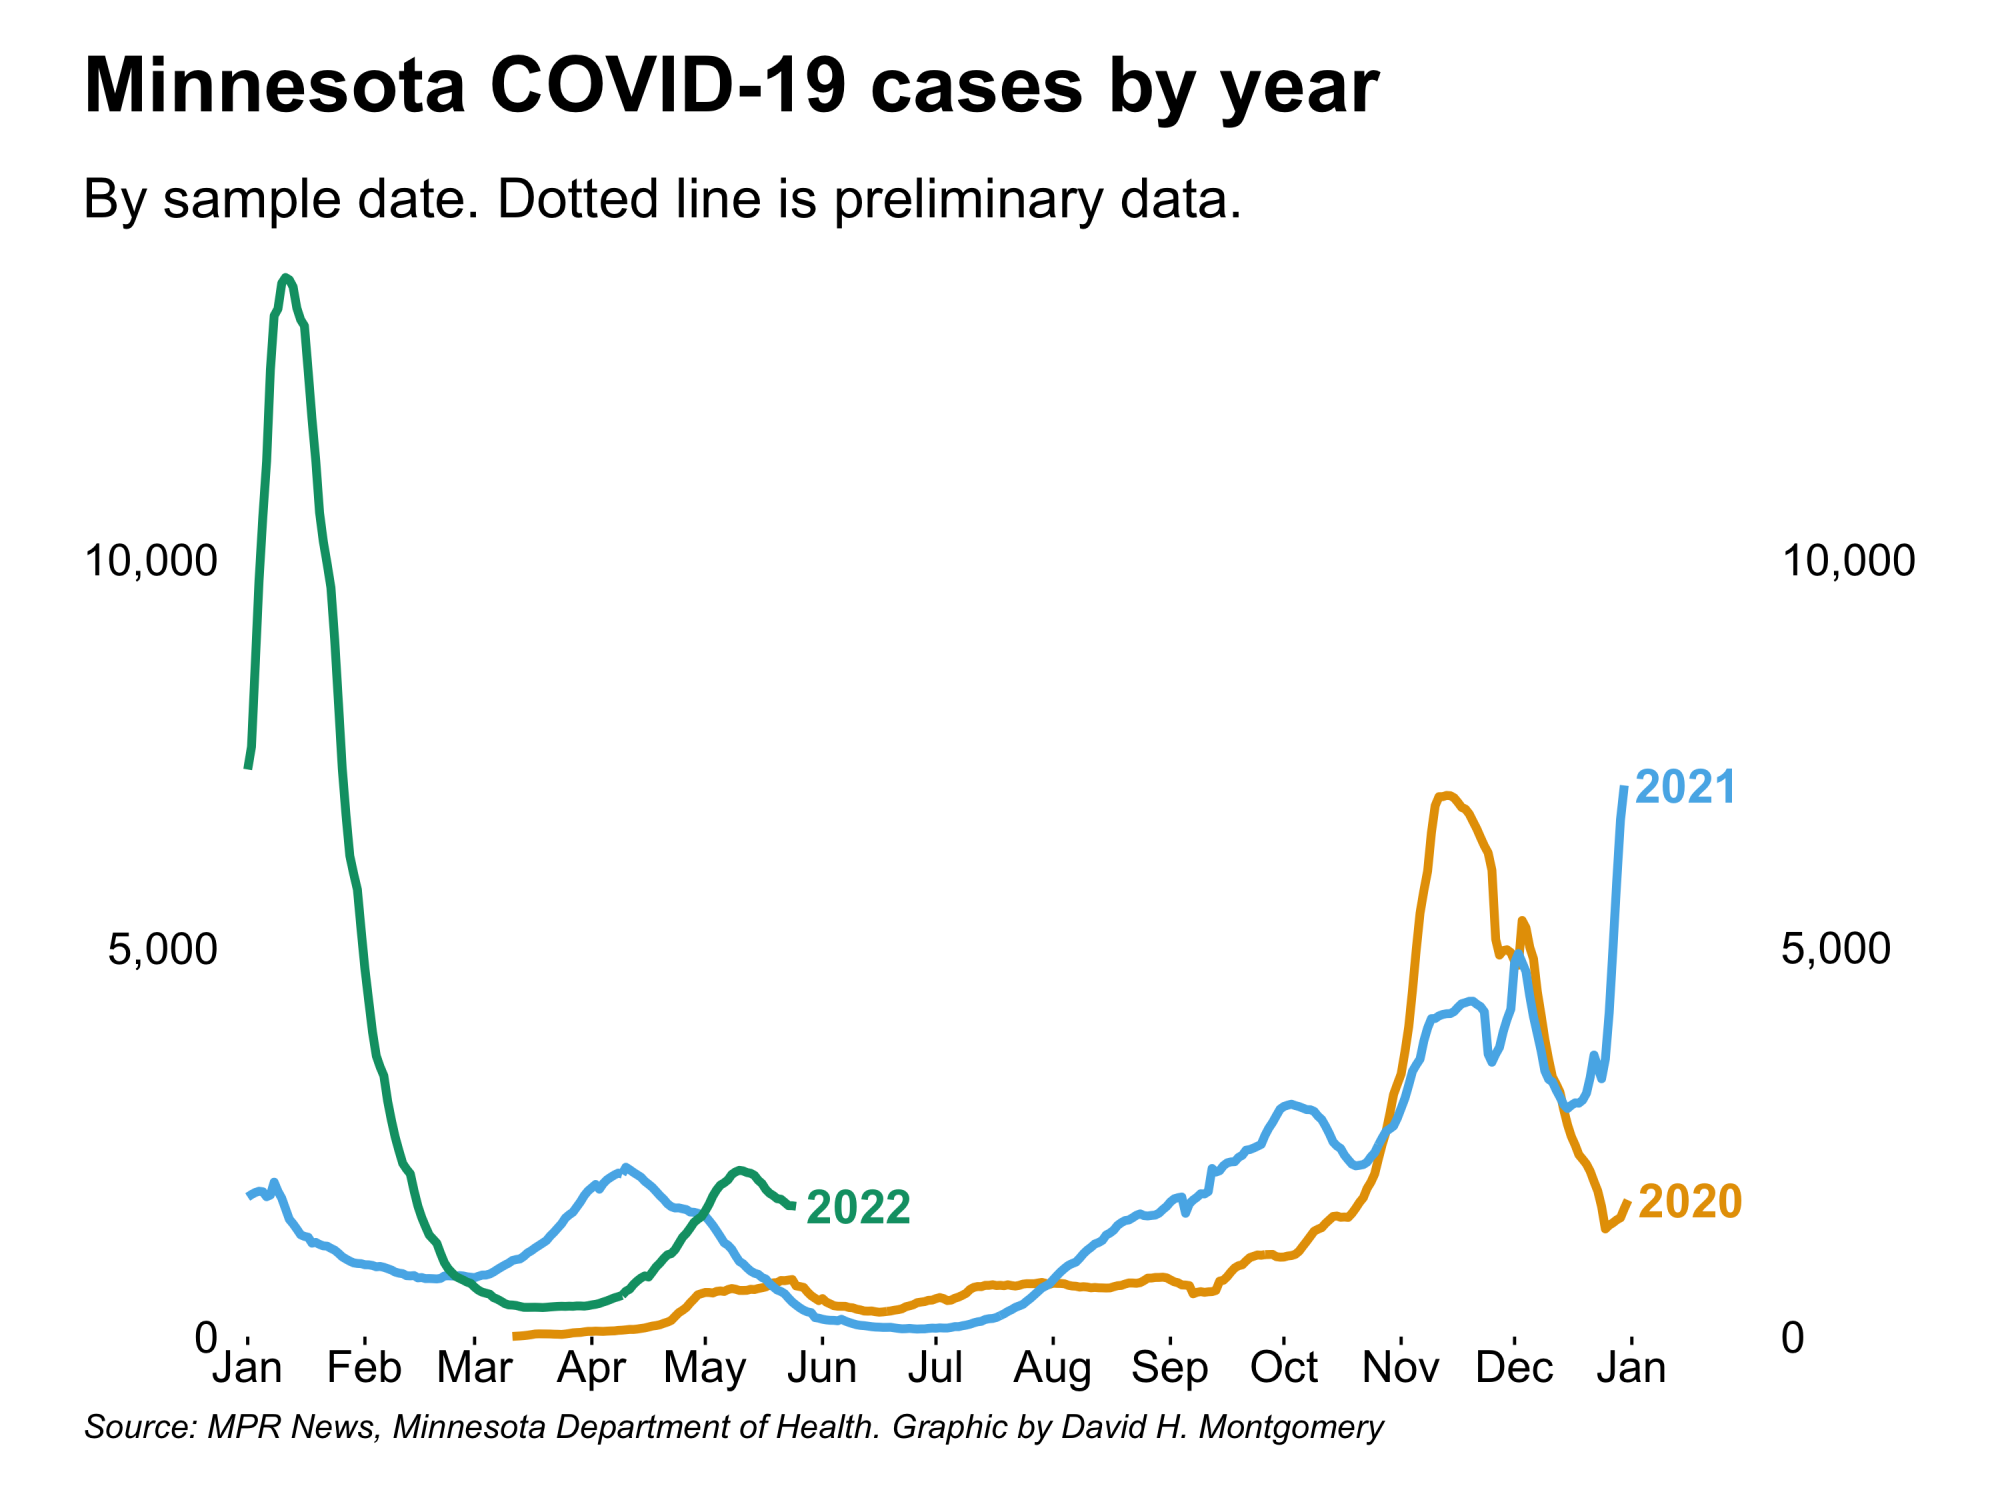 Minnesota COVID-19 cases by year
By sample date. Dotted line is preliminary data.
10,000 10,000
2021
5,000 5,000
2022 2020
0 0
Jan Feb Mar Apr May Jun Jul Aug Sep Oct Nov Dec Jan
Source: MPR News, Minnesota Department of Health. Graphic by David H. Montgomery